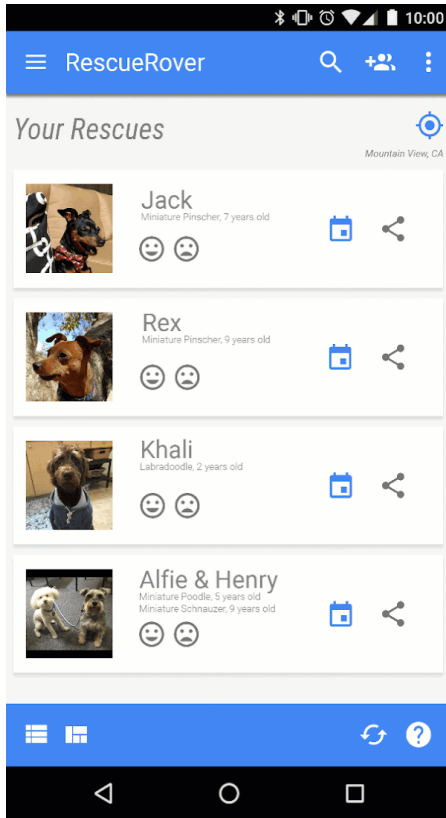 10:00
RescueRover
Your Rescues
Mountain View, CA
Jack
Miniature Pinscher, 7 years old
Rex
Miniature Pinscher, 9 years old
Khali
Labradoodle, 2 years old
Alfie & Henry
Miniature Poodle, 5 years old
Miniature Schnauzer, 9 years old